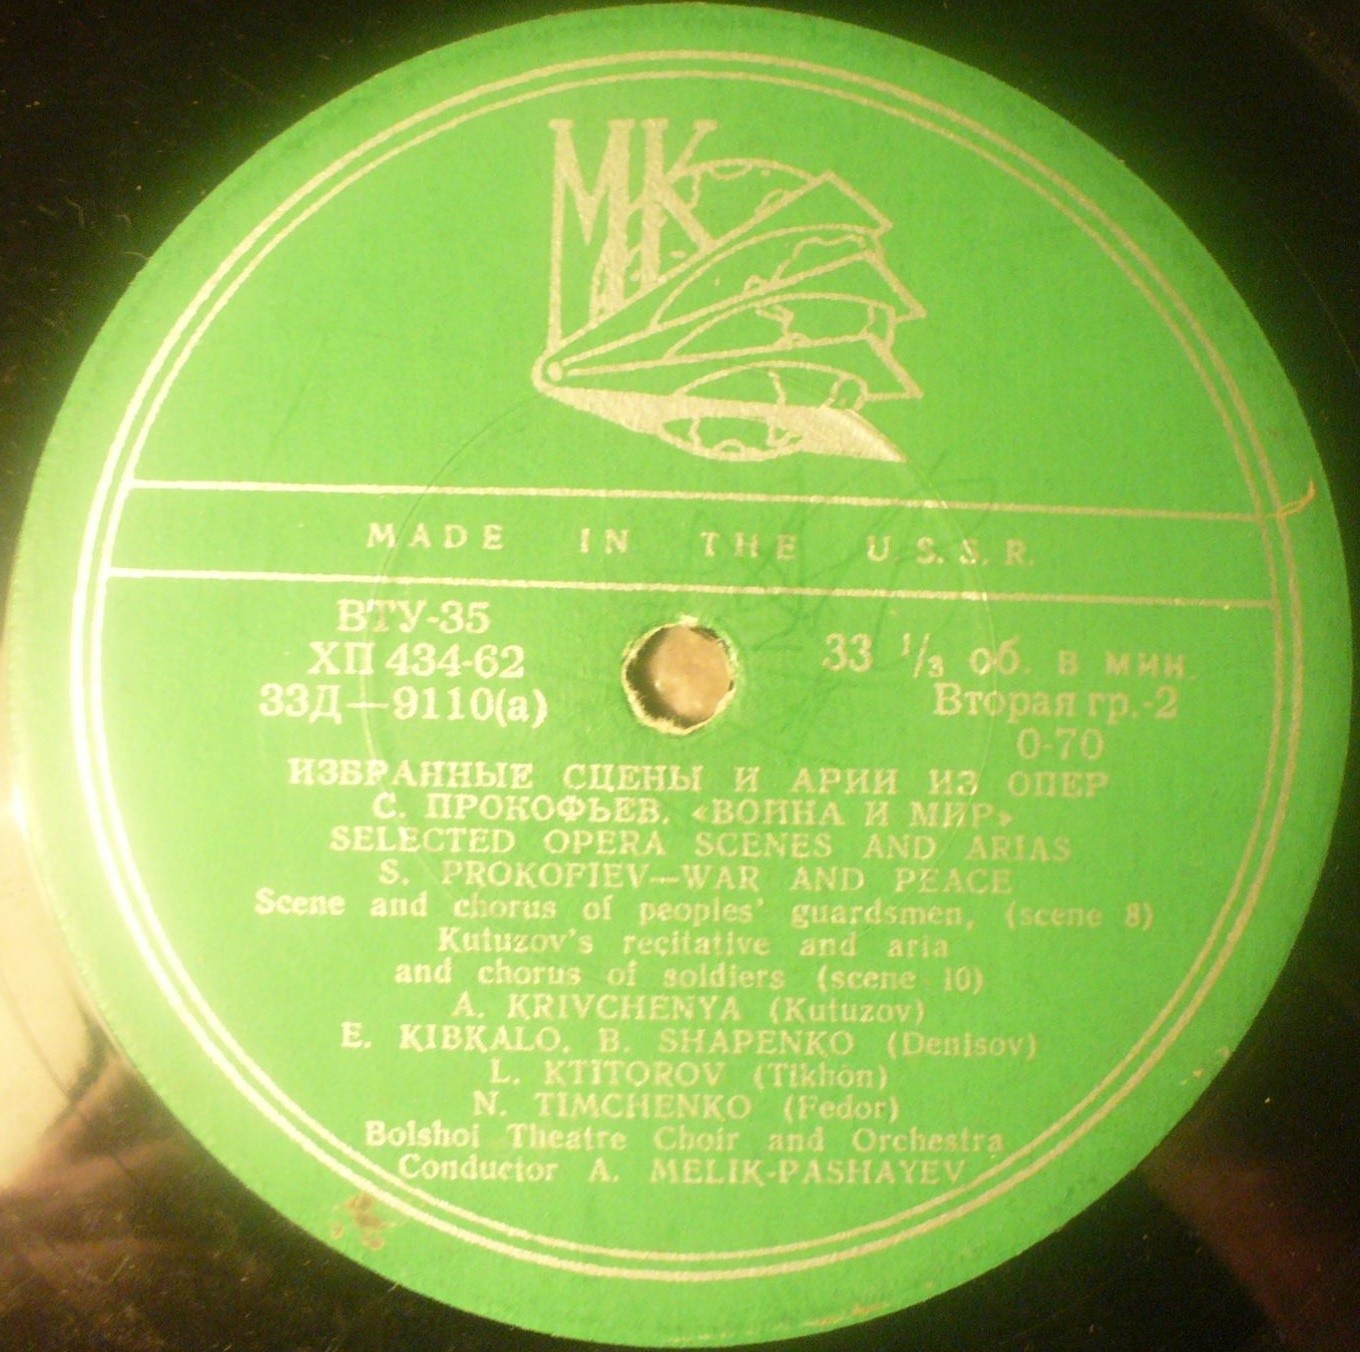 МК
MADE IN THE U.S.S.R.
ВТУ-35
ХП 434-62
33Д—9110(а)
33 1/3 об. в мин.
Вторая гр.-2
0-70
ИЗБРАННЫЕ СЦЕНЫ И АРИИ ИЗ ОПЕР
С. ПРОКОФЬЕВ. «ВОЙНА И МИР»
SELECTED OPERA SCENES AND ARIAS
S. PROKOFIEV—WAR AND PEACE
Scene and chorus of peoples' guardsmen, (scene 8)
Kutuzov's recitative and aria
and chorus of soldiers (scene 10)
A. KRIVCHENYA (Kutuzov)
E. KIBKALO, B. SHAPENKO (Denisov)
L. KTITOROV (Tikhon)
N. TIMCHENKO (Fedor)
Bolshoi Theatre Choir and Orchestra
Conductor A. MELIK-PASHAYEV